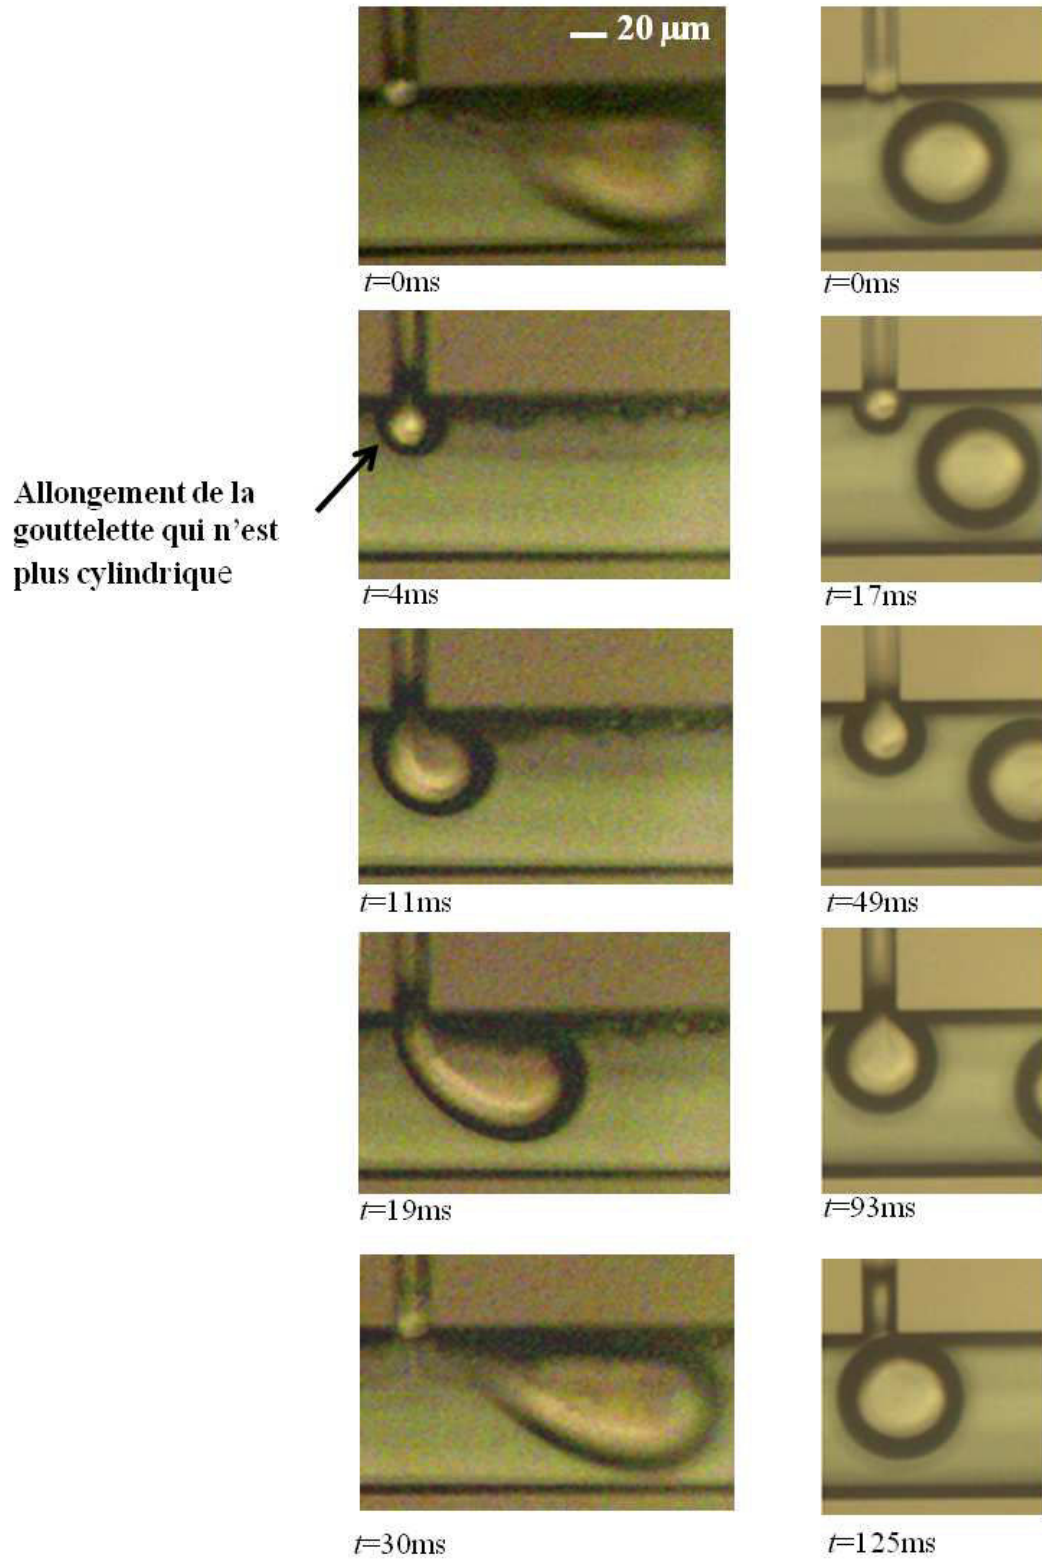 20 µm
t=0ms
t=0ms
Allongement de la
gouttelette qui n'est
plus cylindrique
t=4ms
t=17ms
t=11ms
t=49ms
t=19ms
t=93ms
t=30ms
t=125ms